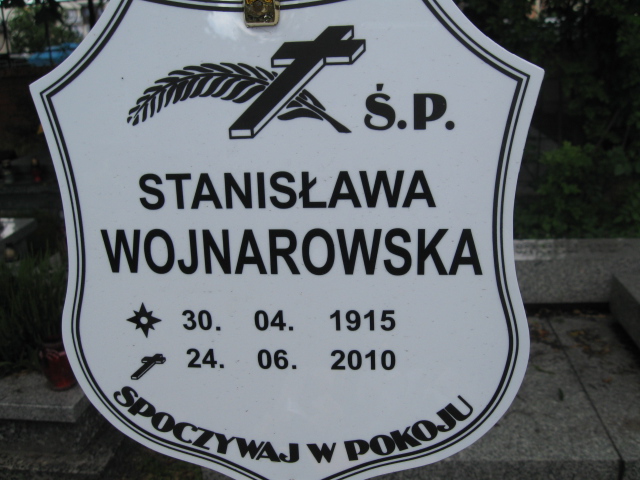 Ś.P.
STANISŁAWA
WOJNAROWSKA
30. 04. 1915
24. 06. 2010
SPOCZYWAJ W POKOJU